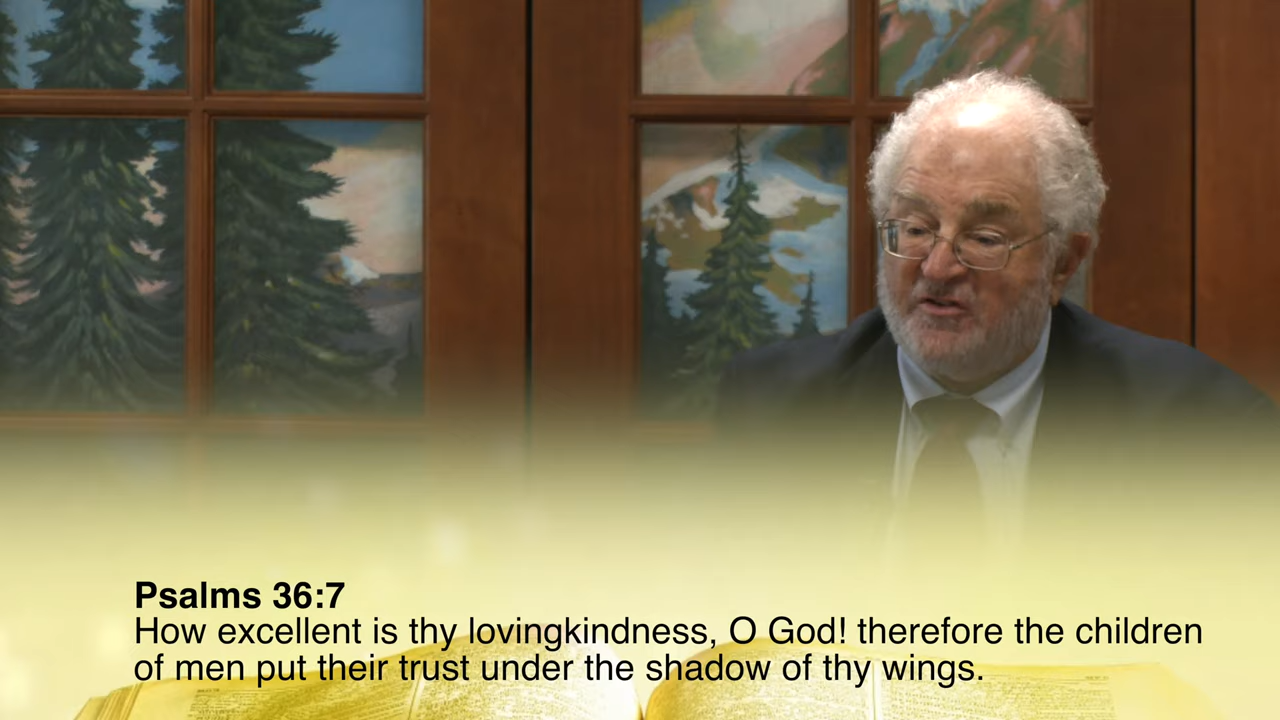 Psalms 36:7
How excellent is thy lovingkindness, O God! therefore the children
of men put their trust under the shadow of thy wings.